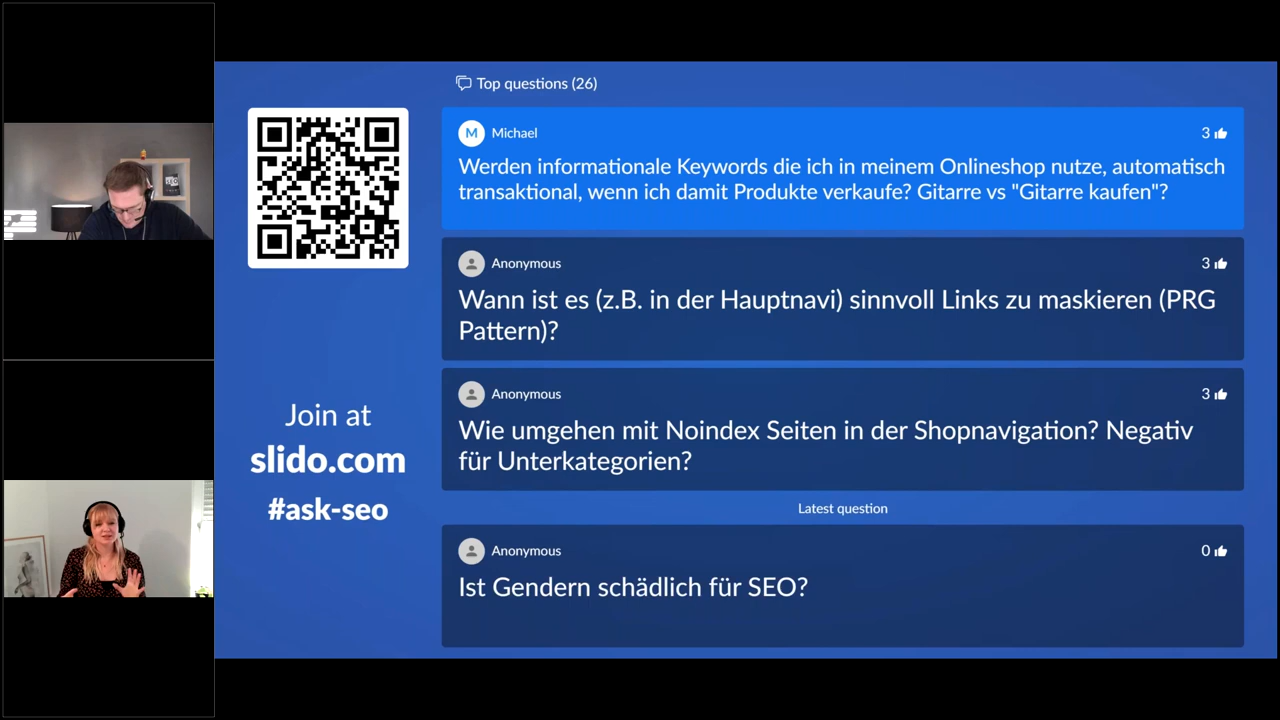 Top questions (26)
M Michael
3
Werden informationale Keywords die ich in meinem Onlineshop nutze, automatisch
transaktional, wenn ich damit Produkte verkaufe? Gitarre vs "Gitarre kaufen"?
Anonymous
3
Wann ist es (z.B. in der Hauptnavi) sinnvoll Links zu maskieren (PRG
Pattern)?
Anonymous
3
Wie umgehen mit Noindex Seiten in der Shopnavigation? Negativ
für Unterkategorien?
Latest question
Anonymous
0
Ist Gendern schädlich für SEO?
Join at
slido.com
#ask-seo